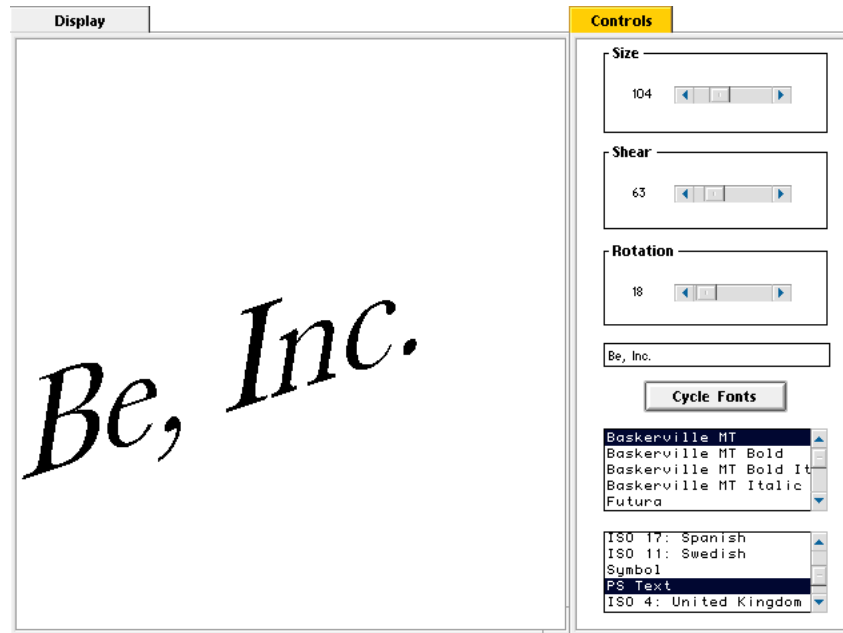 Display
Be, Inc.
Controls
Size
104
Shear
63
Rotation
18
Be, Inc.
Cycle Fonts
Baskerville MT
Baskerville MT Bold
Baskerville MT Bold It
Baskerville MT Italic
Futura
ISO 17: Spanish
ISO 11: Swedish
Symbol
PS Text
ISO 4: United Kingdom